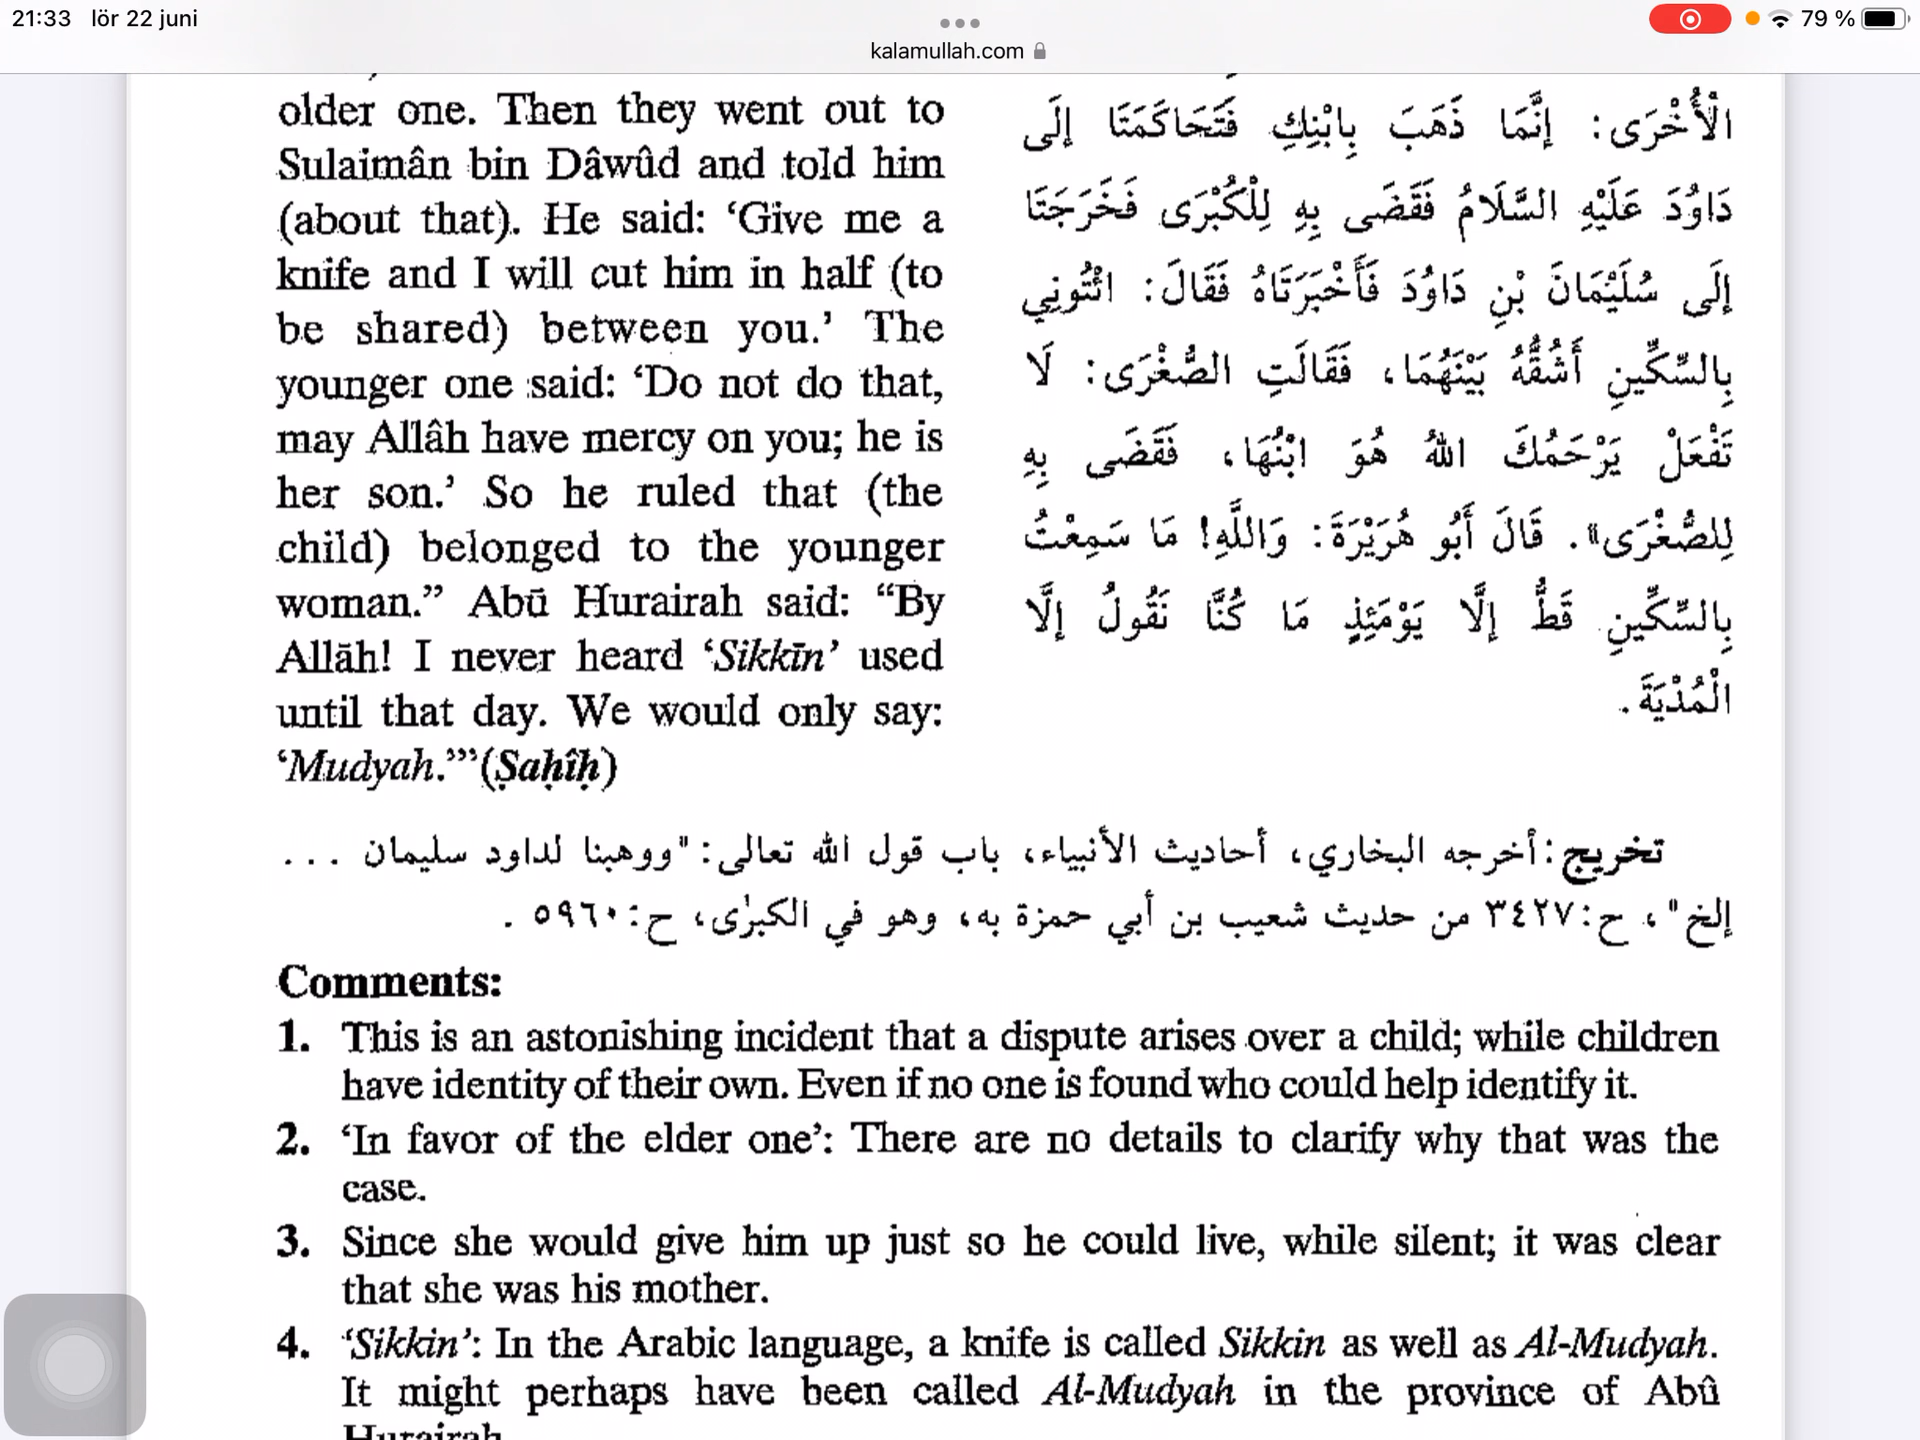 21:33 lör 22 juni
79 %
kalamullah.com
older one. Then they went out to
Sulaimân bin Dâwûd and told him
(about that). He said: ‘Give me a
knife and I will cut him in half (to
be shared) between you.’ The
younger one said: ‘Do not do that,
may Allâh have mercy on you; he is
her son.’ So he ruled that (the
child) belonged to the younger
woman.” Abū Hurairah said: “By
Allāh! I never heard ‘Sikkīn’ used
until that day. We would only say:
‘Mudyah.’”’(Ṣaḥîḥ)
الْأُخْرَى: إِنَّمَا ذَهَبَ بِابْنِكِ فَتَحَاكَمَتَا إِلَى
دَاوُدَ عَلَيْهِ السَّلَامُ فَقَضَى بِهِ لِلْكُبْرَى فَخَرَجَتَا
إِلَى سُلَيْمَانَ بْنِ دَاوُدَ فَأَخْبَرَتَاهُ فَقَالَ: ائْتُونِي
بِالسِّكِّينِ أَشُقُّهُ بَيْنَهُمَا، فَقَالَتِ الصُّغْرَى: لَا
تَفْعَلْ يَرْحَمُكَ اللهُ هُوَ ابْنُهَا، فَقَضَى بِهِ
لِلصُّغْرَى». قَالَ أَبُو هُرَيْرَةَ: وَاللَّهِ! مَا سَمِعْتُ
بِالسِّكِّينِ قَطُّ إِلَّا يَوْمَئِذٍ مَا كُنَّا نَقُولُ إِلَّا
الْمُدْيَةَ.
تخريج: أخرجه البخاري، أحاديث الأنبياء، باب قول الله تعالى: "ووهبنا لداود سليمان ...
إلخ"، ح: ٣٤٢٧ من حديث شعيب بن أبي حمزة به، وهو في الكبرٰى، ح: ٥٩٦٠ .
Comments:
1. This is an astonishing incident that a dispute arises over a child; while children
have identity of their own. Even if no one is found who could help identify it.
2. ‘In favor of the elder one’: There are no details to clarify why that was the
case.
3. Since she would give him up just so he could live, while silent; it was clear
that she was his mother.
4. ‘Sikkin’: In the Arabic language, a knife is called Sikkin as well as Al-Mudyah.
It might perhaps have been called Al-Mudyah in the province of Abû
Hurairah